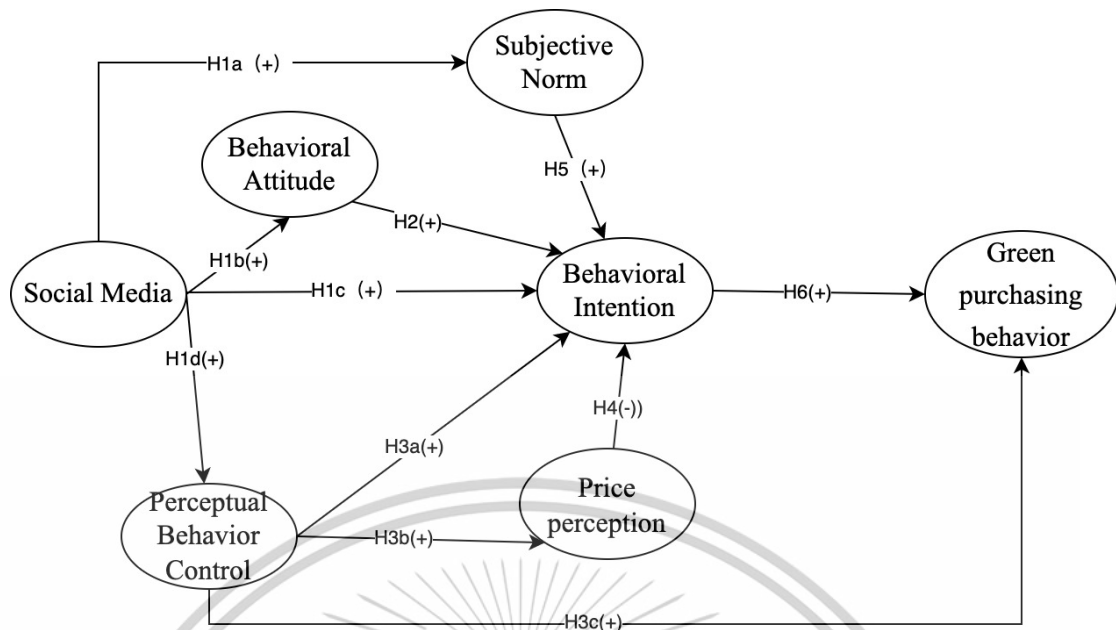 Subjective
Norm
H1a (+)
Behavioral
Attitude
H5 (+)
H2(+)
H1b(+)
Social Media
H1c (+)
Behavioral
Intention
H6(+)
Green
purchasing
behavior
H1d(+)
H4(-))
H3a(+)
Perceptual
Behavior
Control
H3b(+)
Price
perception
H3c(+)